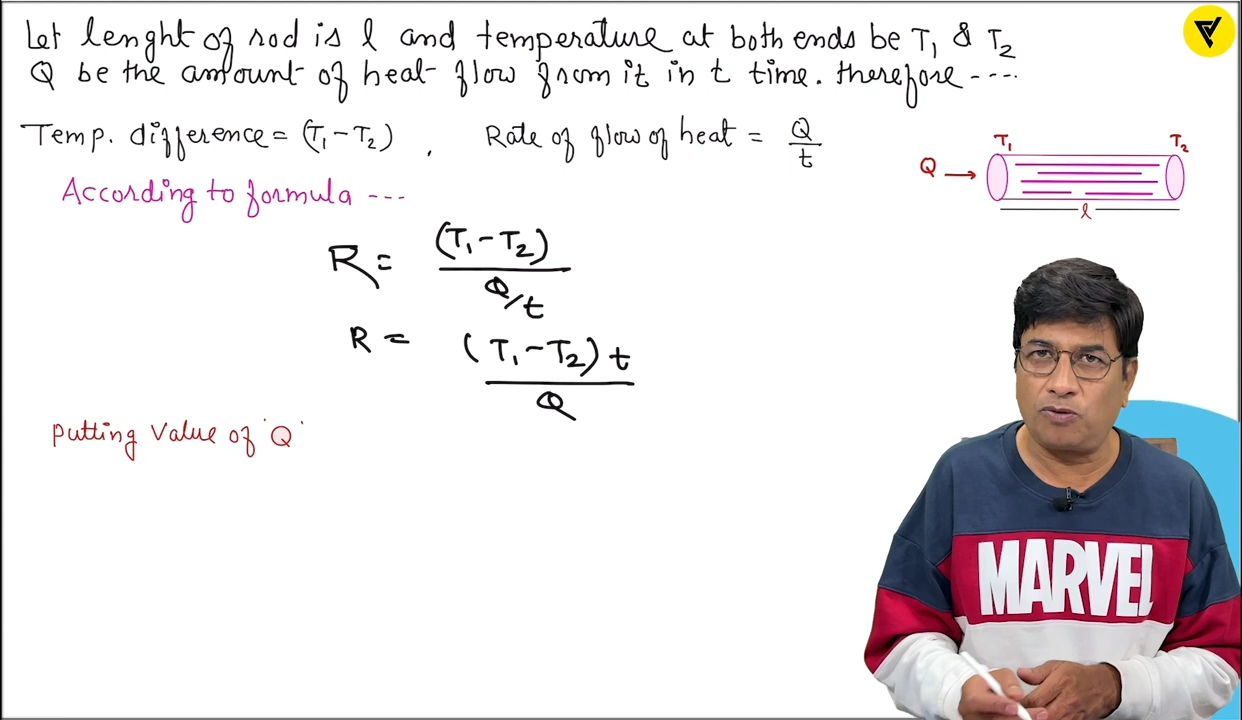 Let lenght of rod is l and temperature at both ends be T₁ & T₂
Q be the amount of heat flow from it in t time. therefore ----
Temp. difference = (T₁ - T₂) , Rate of flow of heat = Q/t
According to formula ---
R = (T₁ - T₂) / Q/t
R = (T₁ - T₂) t / Q
Putting value of 'Q'
T₁ T₂
Q →
l
MARVEL